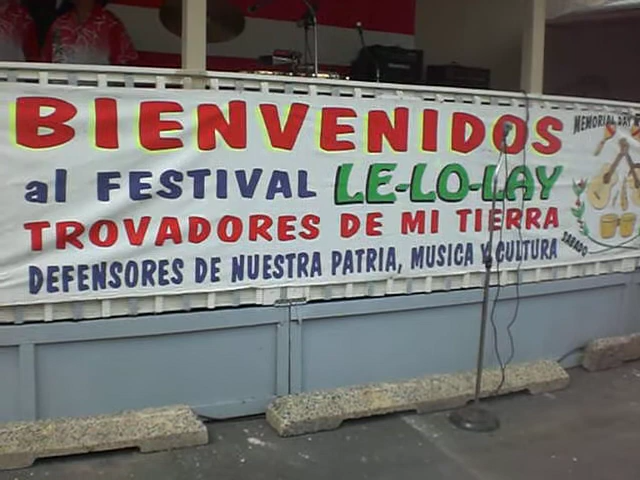 BIENVENIDOS
al FESTIVAL LE-LO-LAY
TROVADORES DE MI TIERRA
DEFENSORES DE NUESTRA PATRIA, MUSICA Y CULTURA
MEMORIAL DAY
SABADO